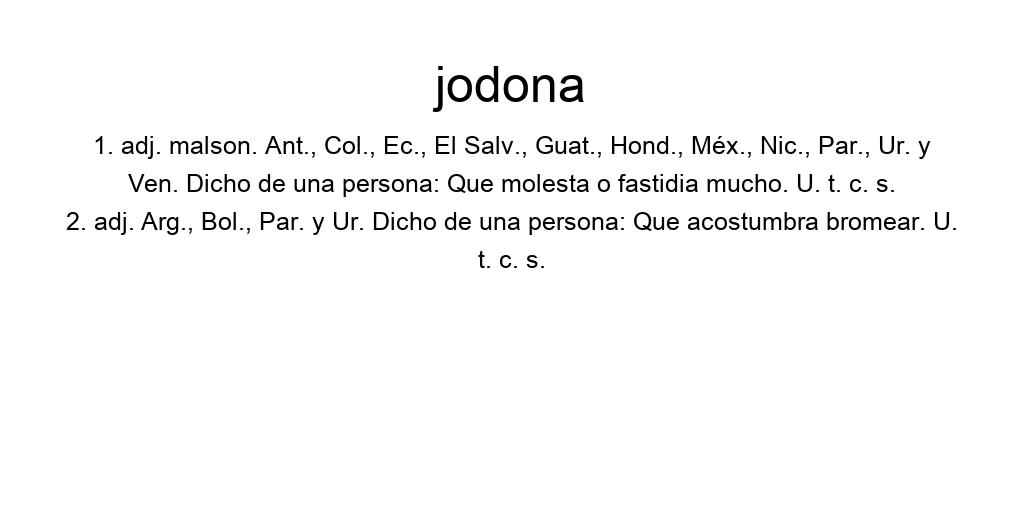 jodona
1. adj. malson. Ant., Col., Ec., El Salv., Guat., Hond., Méx., Nic., Par., Ur. y
Ven. Dicho de una persona: Que molesta o fastidia mucho. U. t. c. s.
2. adj. Arg., Bol., Par. y Ur. Dicho de una persona: Que acostumbra bromear. U.
t. c. s.